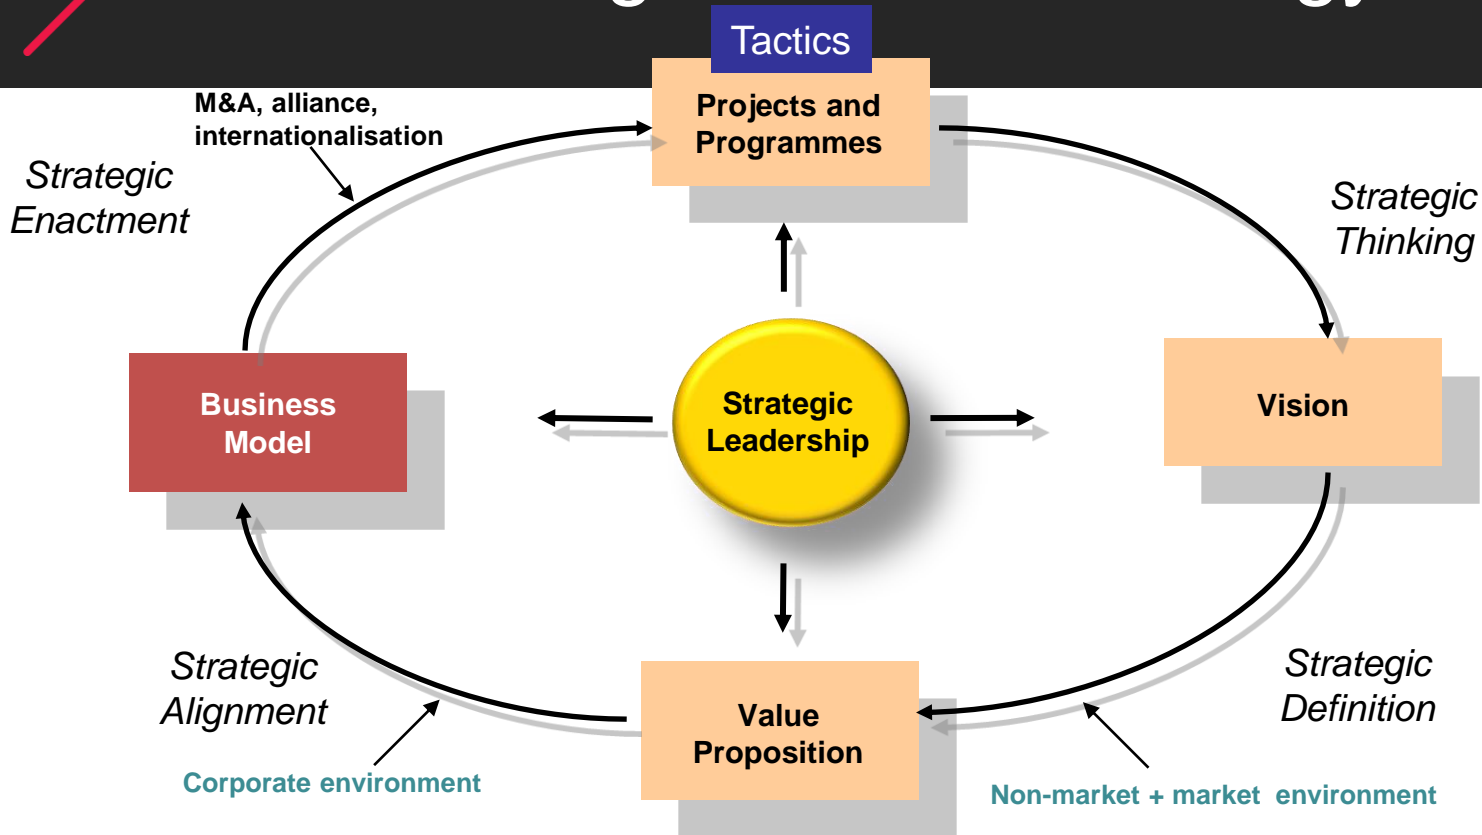 Tactics
Projects and
Programmes
M&A, alliance,
internationalisation
Strategic
Enactment
Strategic
Thinking
Business
Model
Strategic
Leadership
Vision
Strategic
Alignment
Strategic
Definition
Value
Proposition
Corporate environment
Non-market + market environment